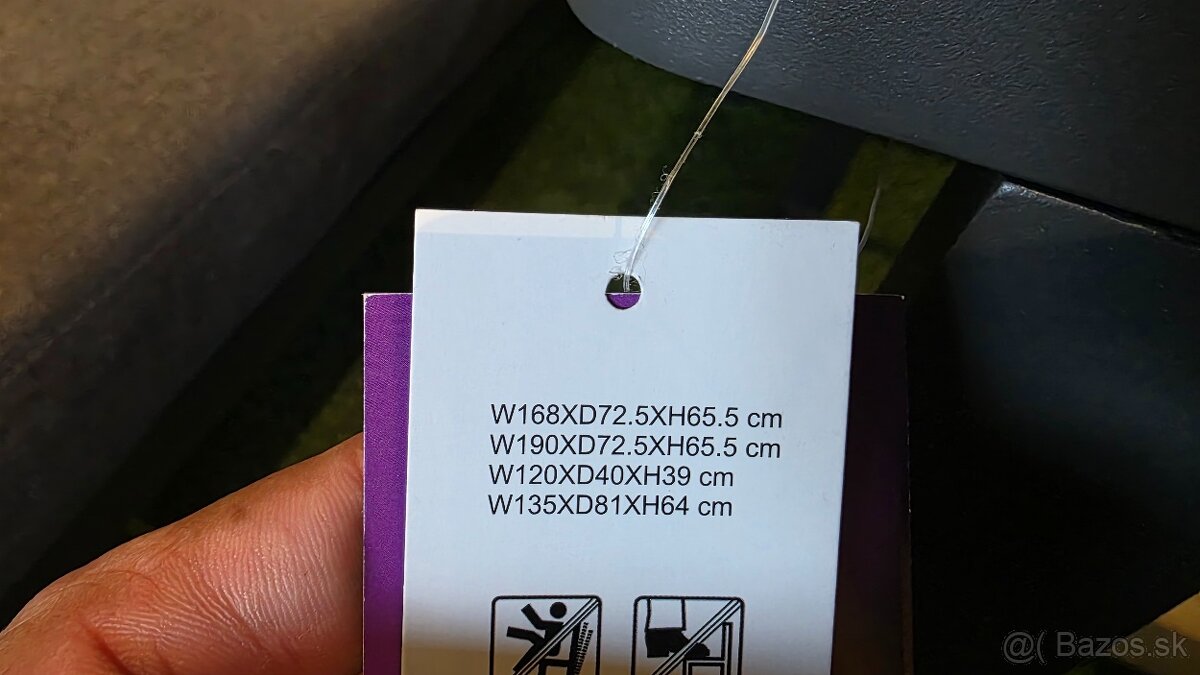 W168XD72.5XH65.5 cm
W190XD72.5XH65.5 cm
W120XD40XH39 cm
W135XD81XH64 cm
@( Bazos.sk